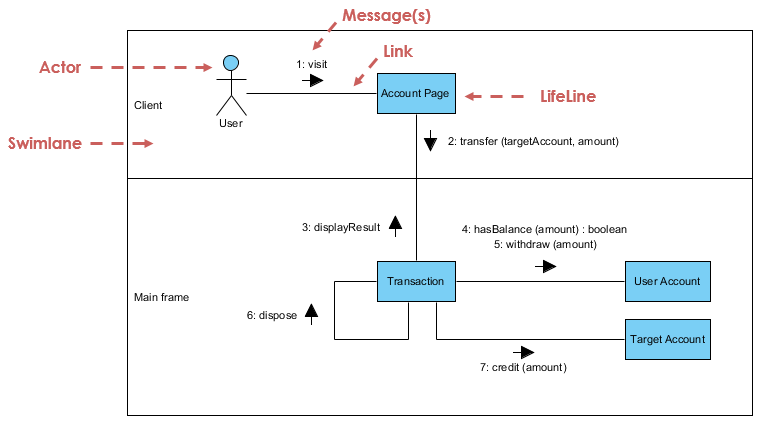 Message(s)
Link
1: visit
Actor
Account Page
LifeLine
Client
User
Swimlane
2: transfer (targetAccount, amount)
3: displayResult
4: hasBalance (amount) : boolean
5: withdraw (amount)
Transaction
User Account
Main frame
6: dispose
Target Account
7: credit (amount)